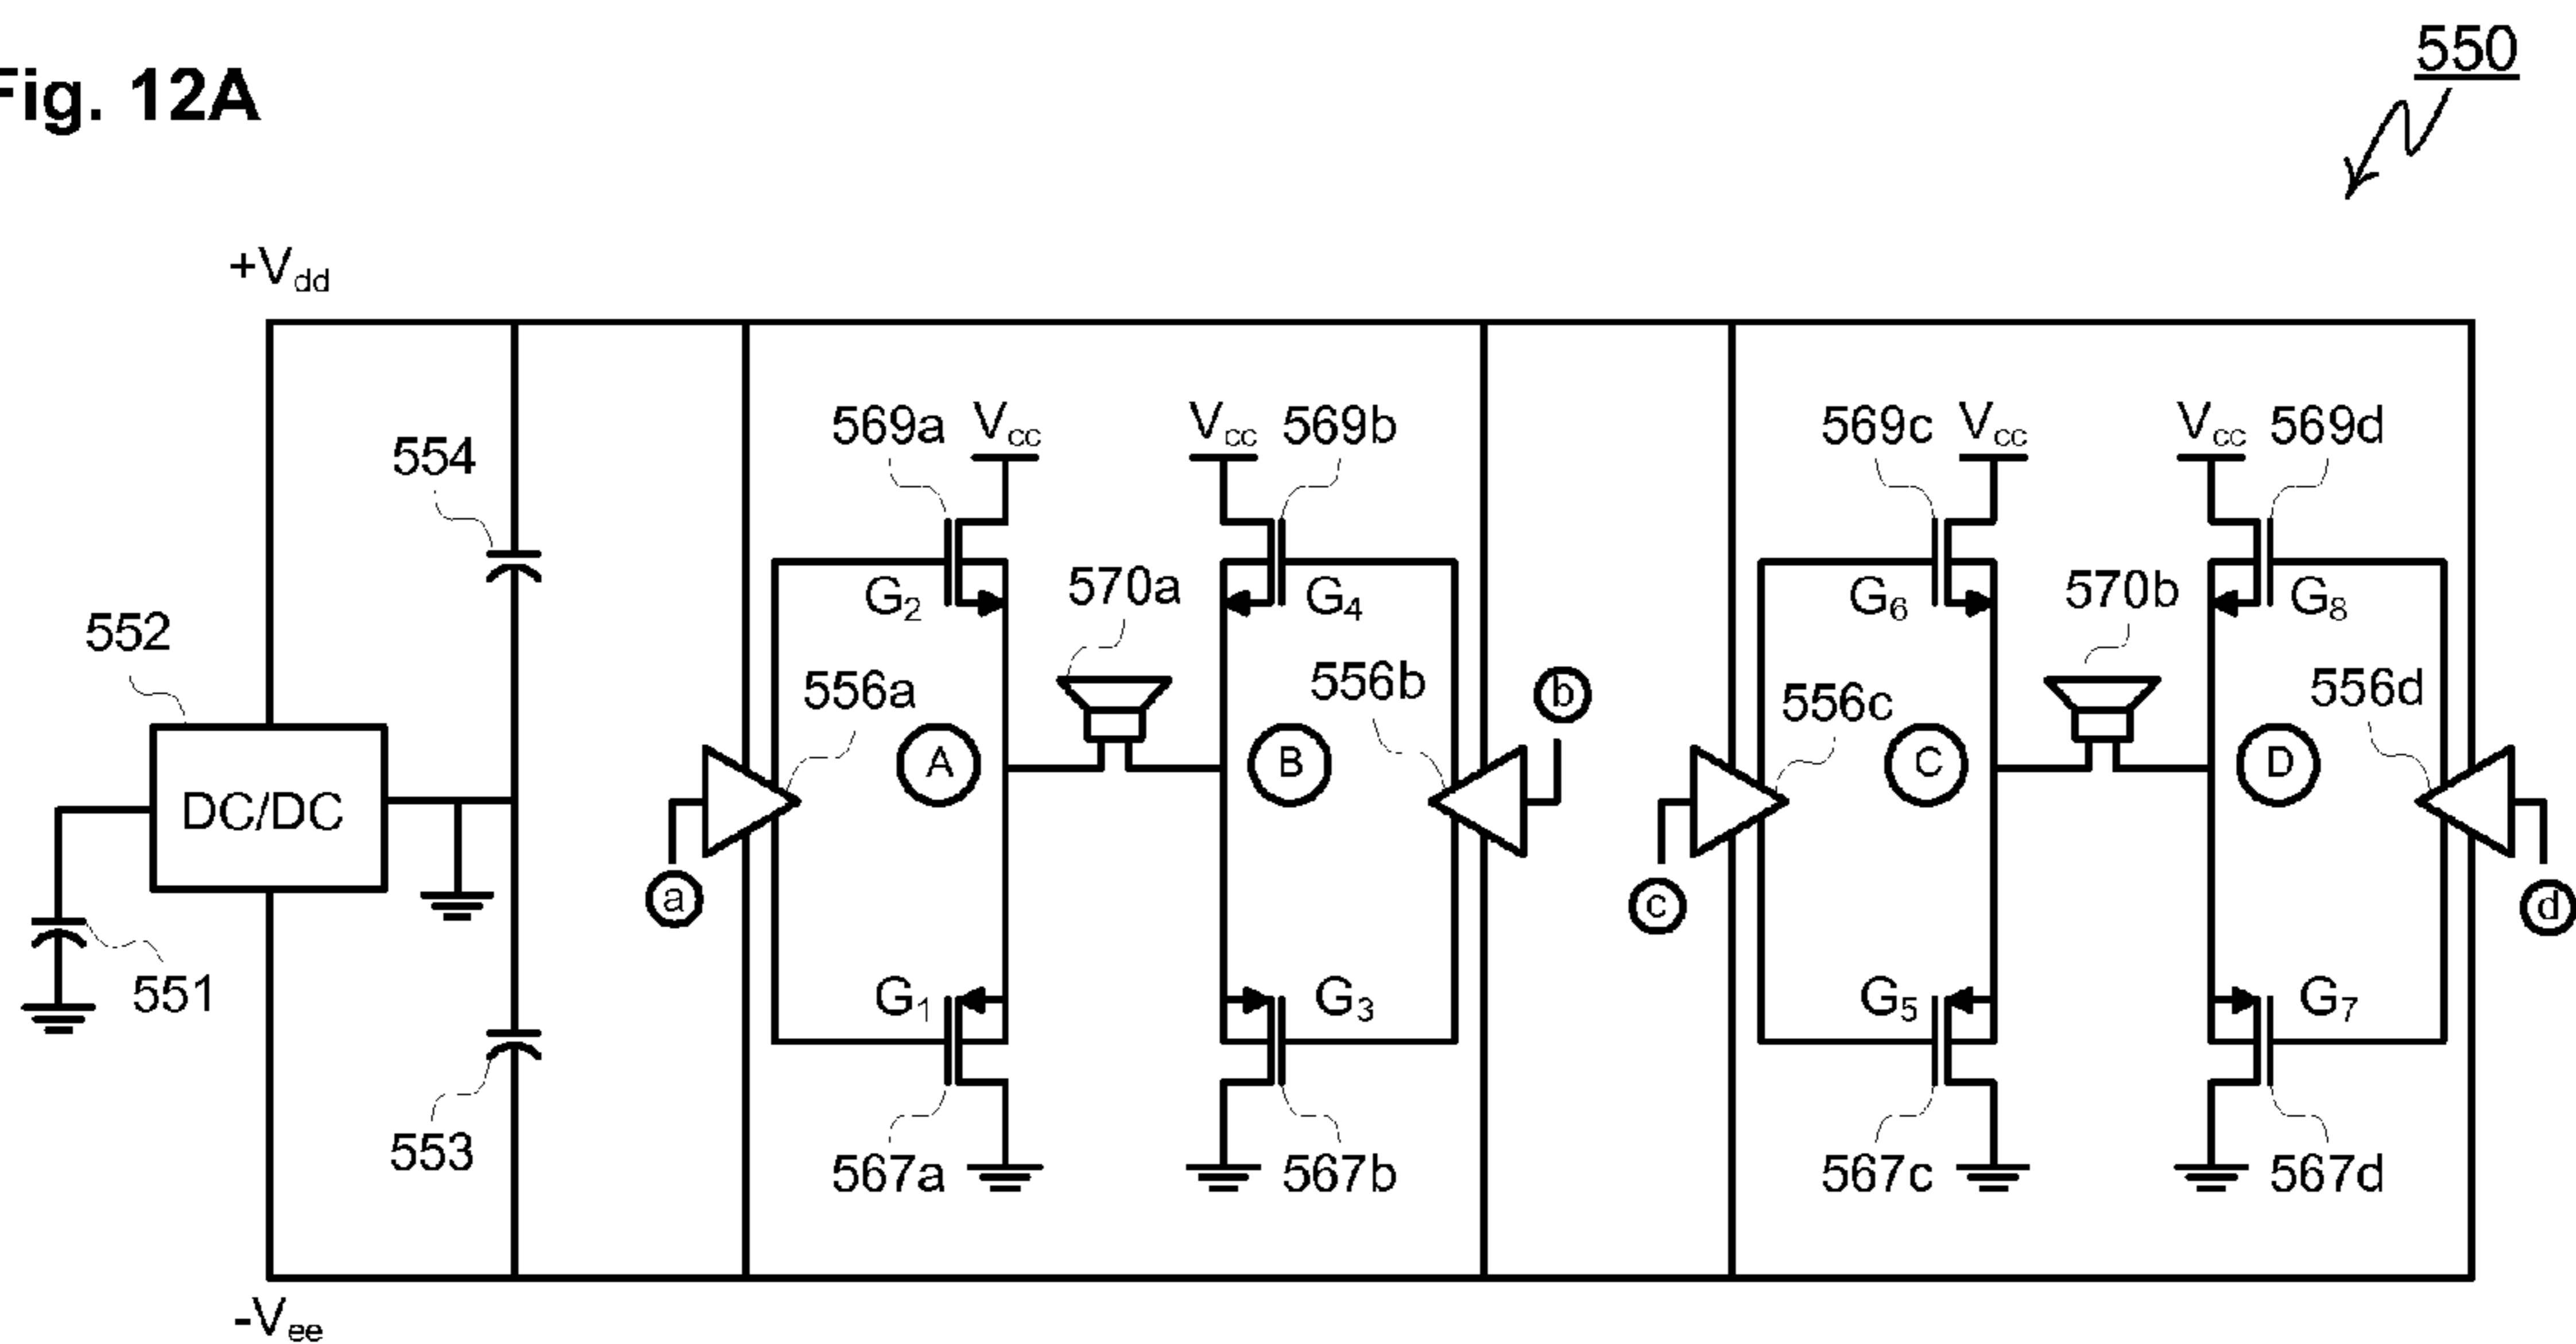 Fig. 12A
550
+Vdd
569a Vcc Vcc 569b 569c Vcc Vcc 569d
554
G2 570a G4 G6 570b G8
552
556a 556b b 556c 556d
DC/DC A B C D
a c d
551 G1 G3 G5 G7
553
567a 567b 567c 567d
-Vee